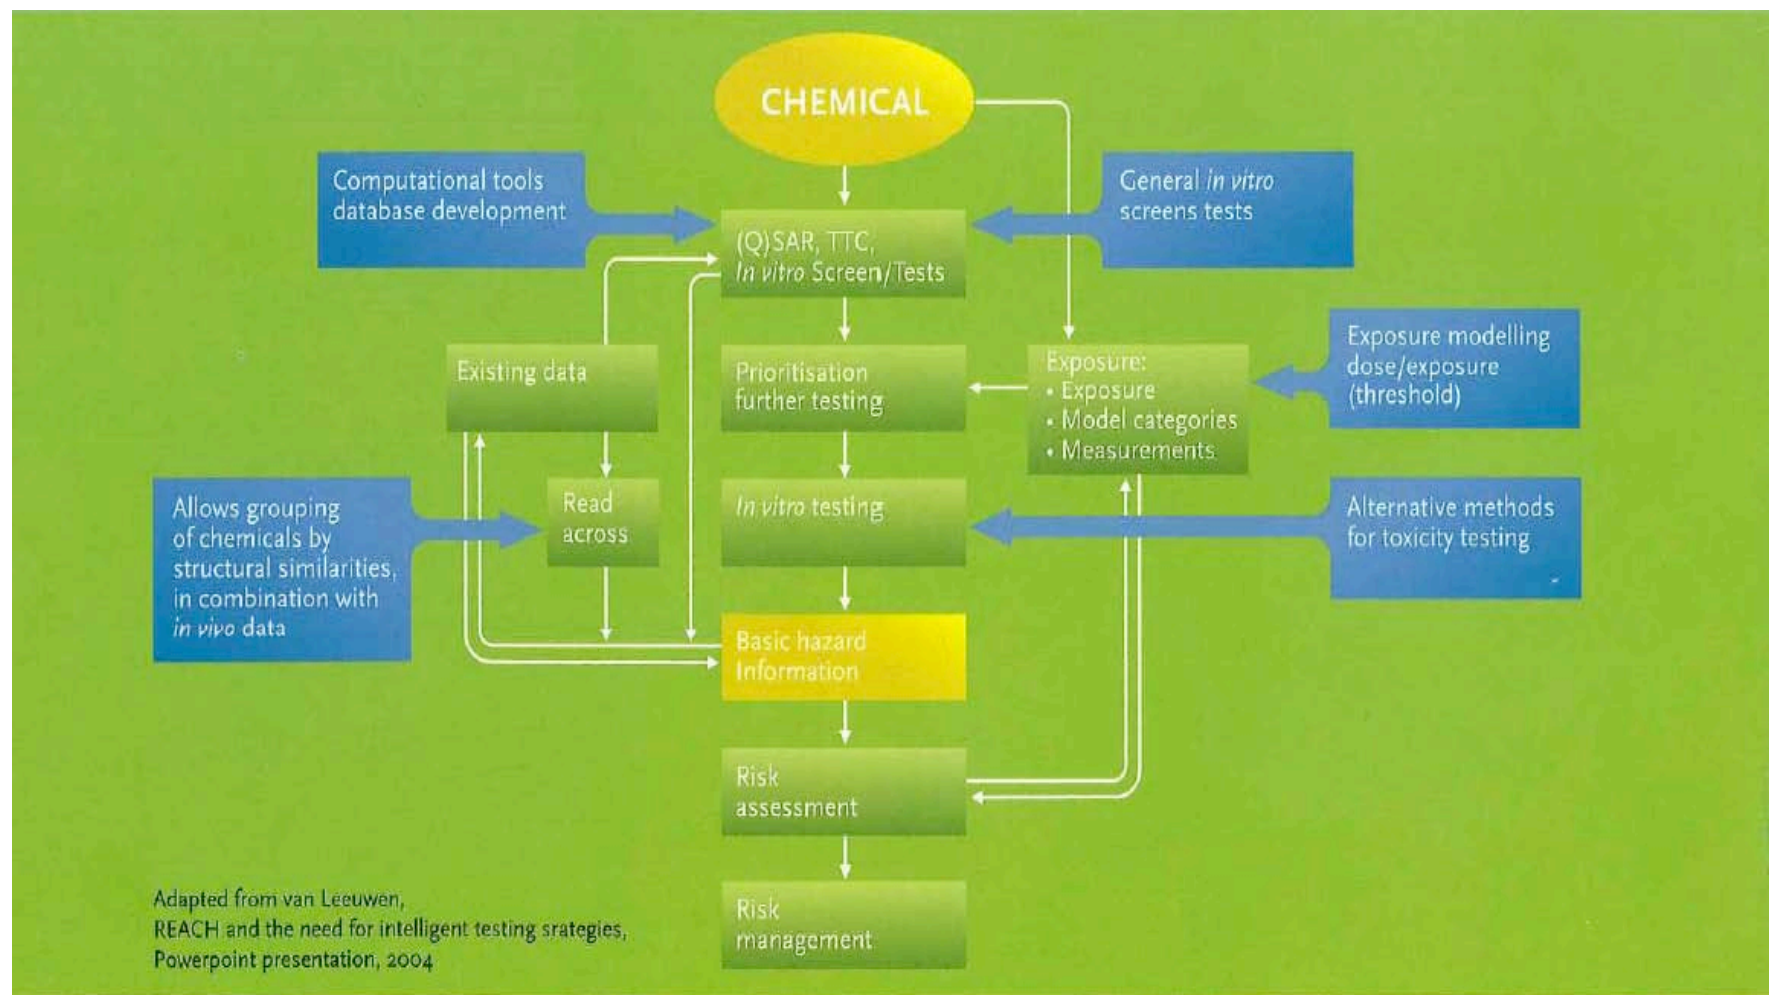 CHEMICAL
Computational tools
database development
General in vitro
screens tests
(Q)SAR, TTC,
In vitro Screen/Tests
Existing data
Prioritisation
further testing
Exposure:
• Exposure
• Model categories
• Measurements
Exposure modelling
dose/exposure
(threshold)
Allows grouping
of chemicals by
structural similarities,
in combination with
in vivo data
Read
across
In vitro testing
Alternative methods
for toxicity testing
Basic hazard
Information
Risk
assessment
Risk
management
Adapted from van Leeuwen,
REACH and the need for intelligent testing srategies,
Powerpoint presentation, 2004